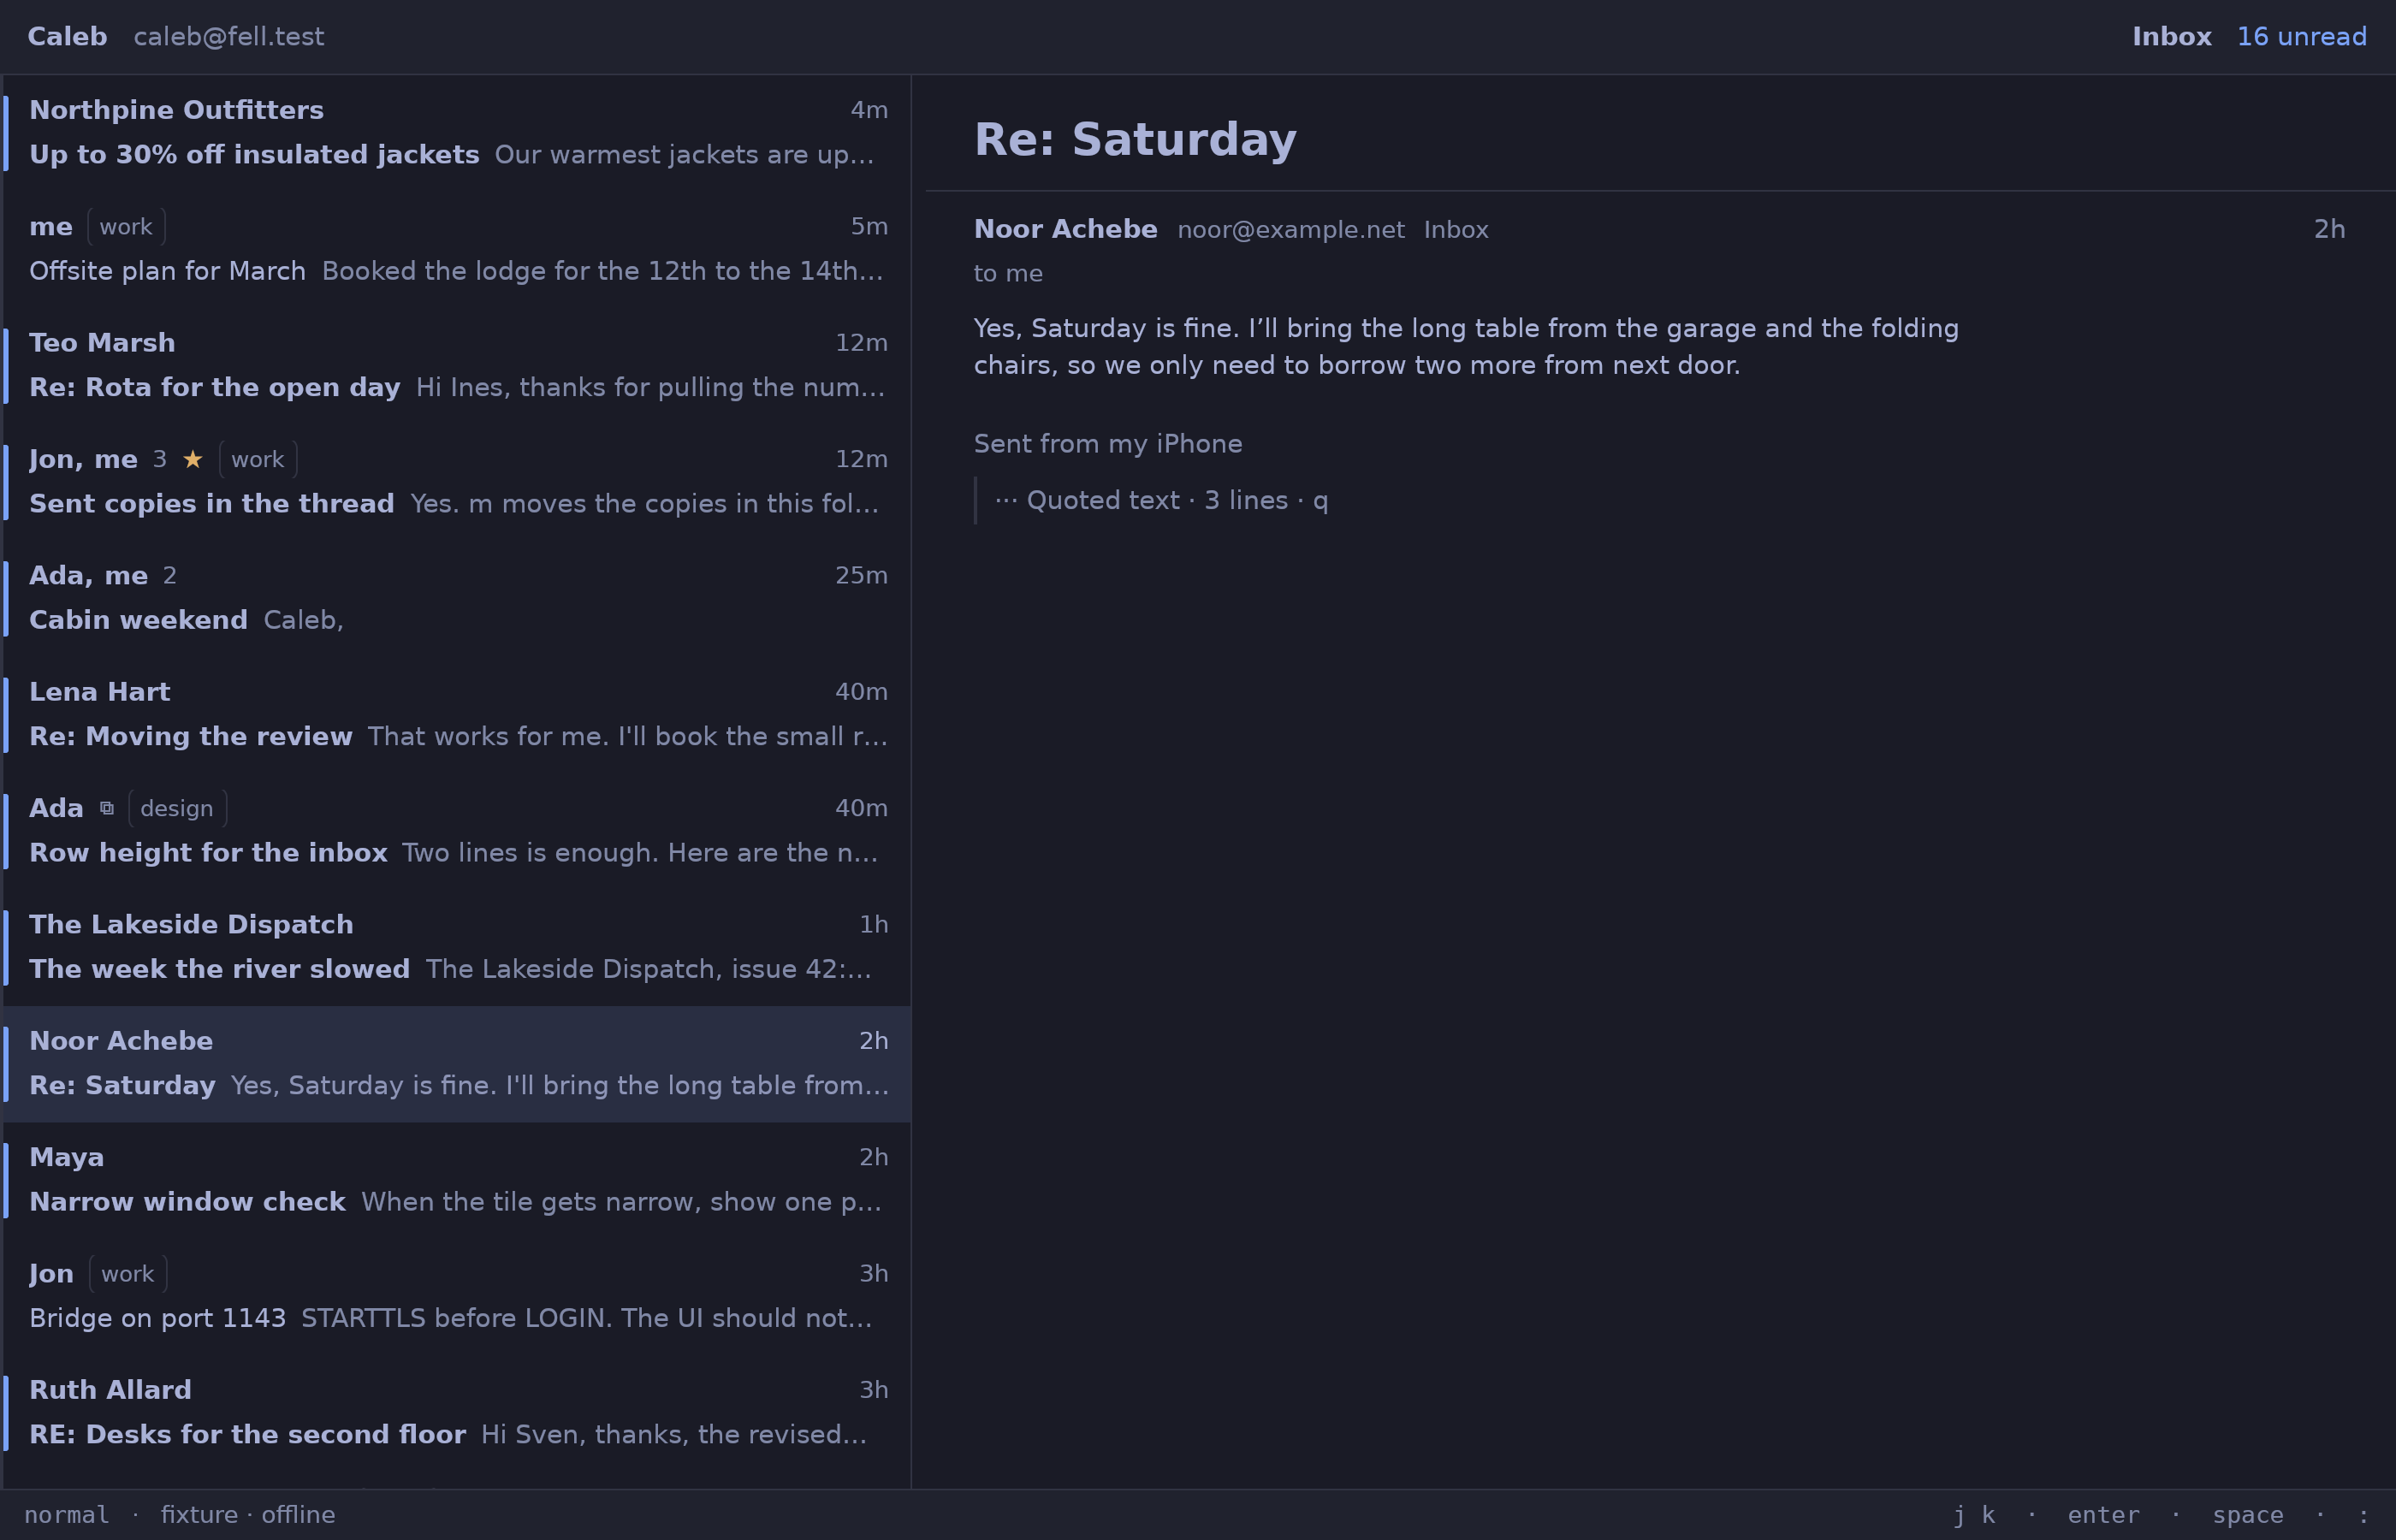 Caleb caleb@fell.test Inbox 16 unread
Northpine Outfitters 4m
Up to 30% off insulated jackets Our warmest jackets are up…
me work 5m
Offsite plan for March Booked the lodge for the 12th to the 14th…
Teo Marsh 12m
Re: Rota for the open day Hi Ines, thanks for pulling the num…
Jon, me 3 ★ work 12m
Sent copies in the thread Yes. m moves the copies in this fol…
Ada, me 2 25m
Cabin weekend Caleb,
Lena Hart 40m
Re: Moving the review That works for me. I'll book the small r…
Ada ⧉ design 40m
Row height for the inbox Two lines is enough. Here are the n…
The Lakeside Dispatch 1h
The week the river slowed The Lakeside Dispatch, issue 42:…
Noor Achebe 2h
Re: Saturday Yes, Saturday is fine. I'll bring the long table from…
Maya 2h
Narrow window check When the tile gets narrow, show one p…
Jon work 3h
Bridge on port 1143 STARTTLS before LOGIN. The UI should not…
Ruth Allard 3h
RE: Desks for the second floor Hi Sven, thanks, the revised…
Re: Saturday
Noor Achebe noor@example.net Inbox 2h
to me
Yes, Saturday is fine. I’ll bring the long table from the garage and the folding
chairs, so we only need to borrow two more from next door.
Sent from my iPhone
··· Quoted text · 3 lines · q
normal · fixture · offline j k · enter · space · :